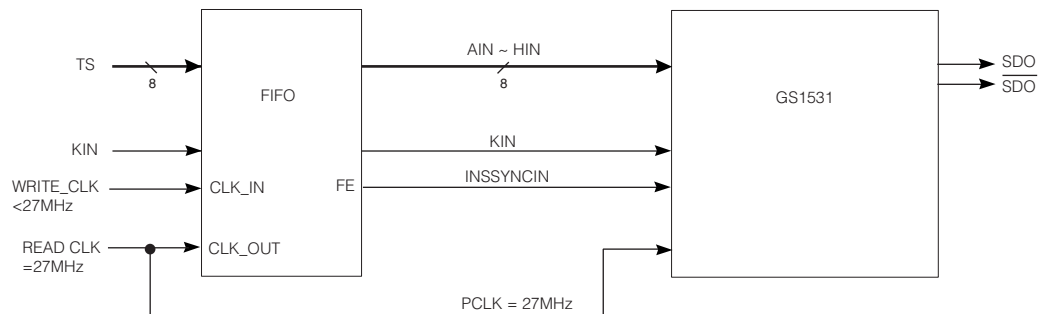 TS
8
KIN
WRITE_CLK
<27MHz
READ CLK
=27MHz
FIFO
CLK_IN
FE
CLK_OUT
AIN ~ HIN
8
KIN
INSSYNCIN
PCLK = 27MHz
GS1531
SDO
SDO